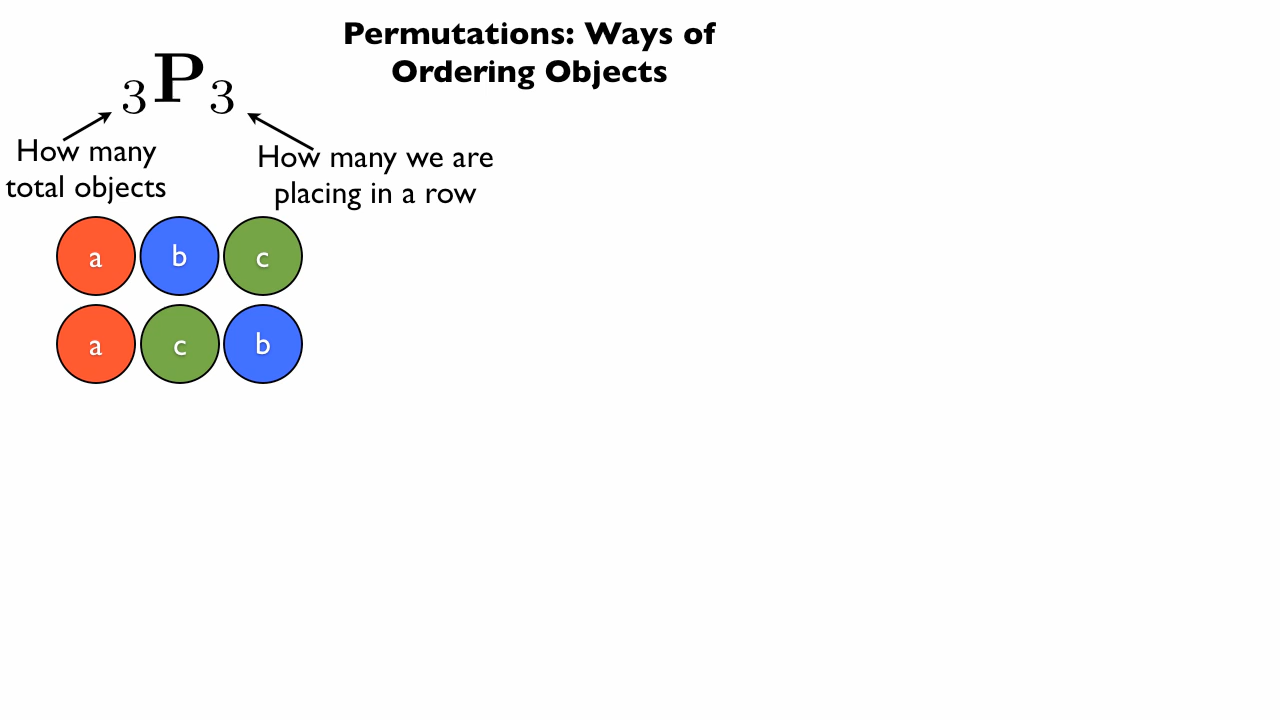 Permutations: Ways of
Ordering Objects
₃P₃
How many
total objects
How many we are
placing in a row
a b c
a c b